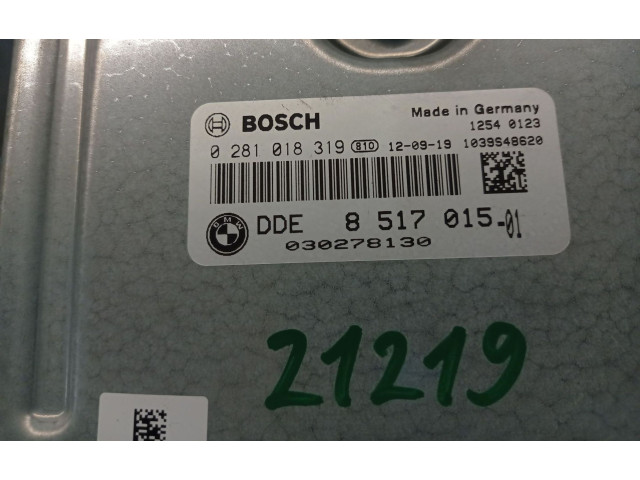 BOSCH Made in Germany
1254 0123
0 281 018 319 810 12-09-19 1039S48620
BMW DDE 8 517 015-01
030278130
21219